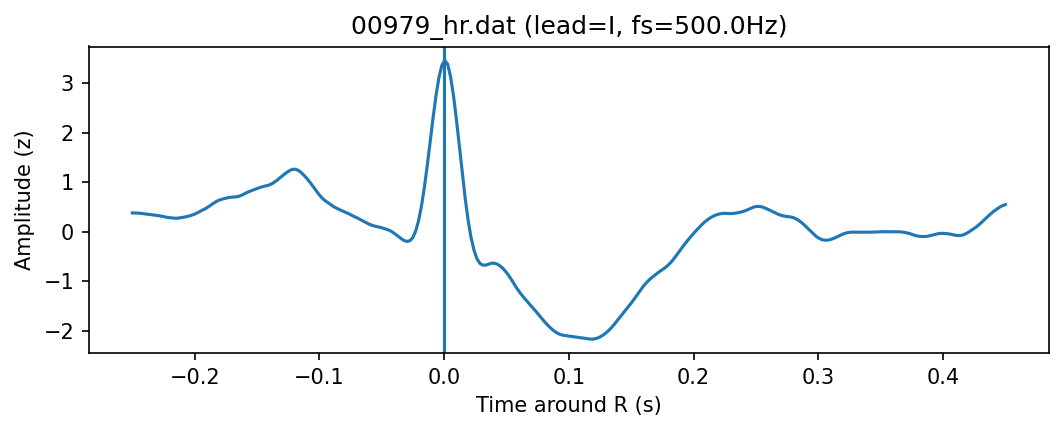 00979_hr.dat (lead=I, fs=500.0Hz)
Amplitude (z)
3
2
1
0
−1
−2
−0.2 −0.1 0.0 0.1 0.2 0.3 0.4
Time around R (s)